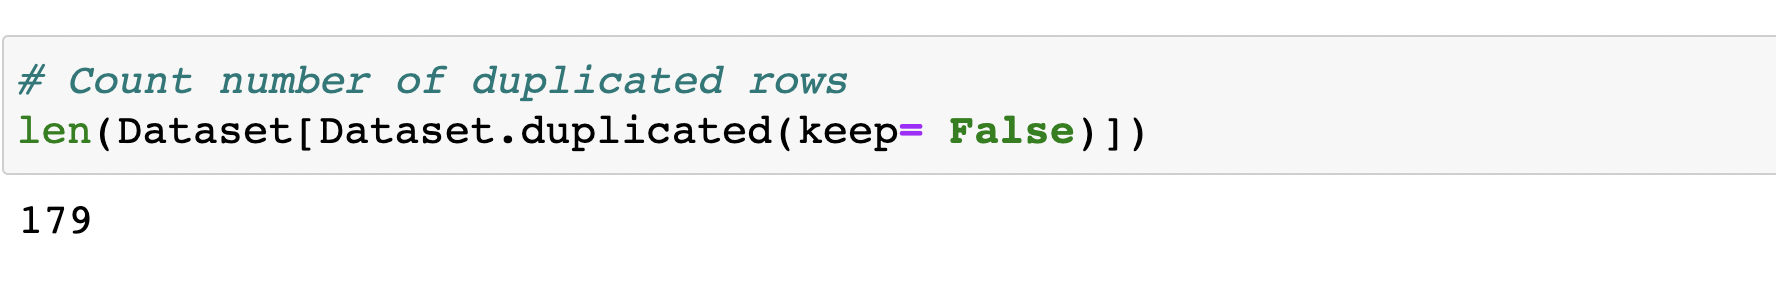 # Count number of duplicated rows
len(Dataset[Dataset.duplicated(keep= False)])
179